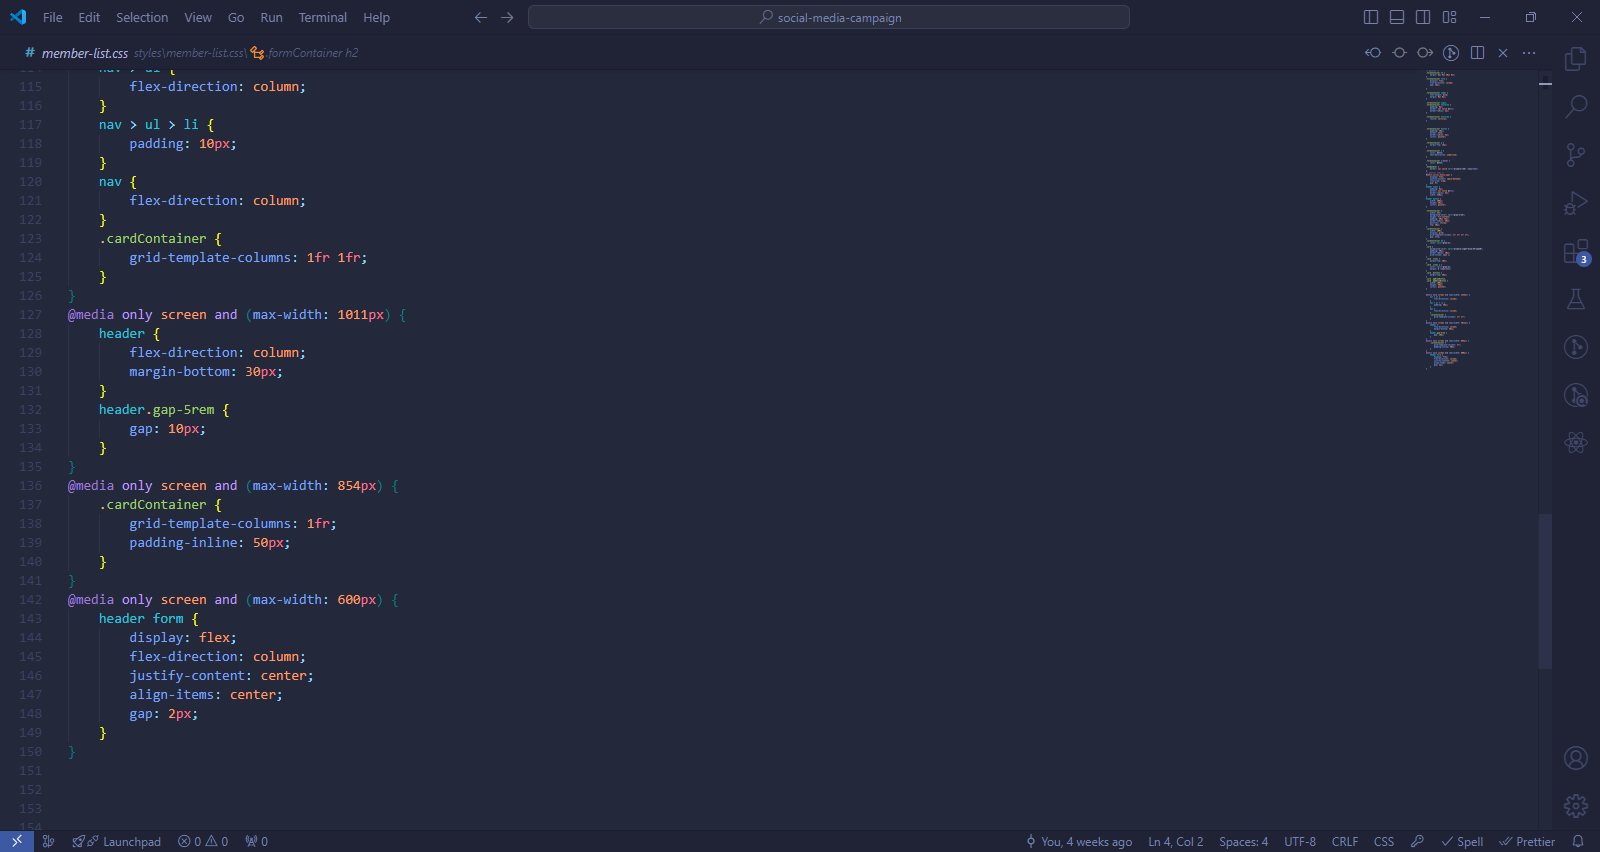 File Edit Selection View Go Run Terminal Help
social-media-campaign
# member-list.css styles\member-list.css\ .formContainer h2
114 nav > ul {
115 flex-direction: column;
116 }
117 nav > ul > li {
118 padding: 10px;
119 }
120 nav {
121 flex-direction: column;
122 }
123 .cardContainer {
124 grid-template-columns: 1fr 1fr;
125 }
126 }
127 @media only screen and (max-width: 1011px) {
128 header {
129 flex-direction: column;
130 margin-bottom: 30px;
131 }
132 header.gap-5rem {
133 gap: 10px;
134 }
135 }
136 @media only screen and (max-width: 854px) {
137 .cardContainer {
138 grid-template-columns: 1fr;
139 padding-inline: 50px;
140 }
141 }
142 @media only screen and (max-width: 600px) {
143 header form {
144 display: flex;
145 flex-direction: column;
146 justify-content: center;
147 align-items: center;
148 gap: 2px;
149 }
150 }
151
152
153
154
3
Launchpad 0 0 0 You, 4 weeks ago Ln 4, Col 2 Spaces: 4 UTF-8 CRLF CSS Spell Prettier